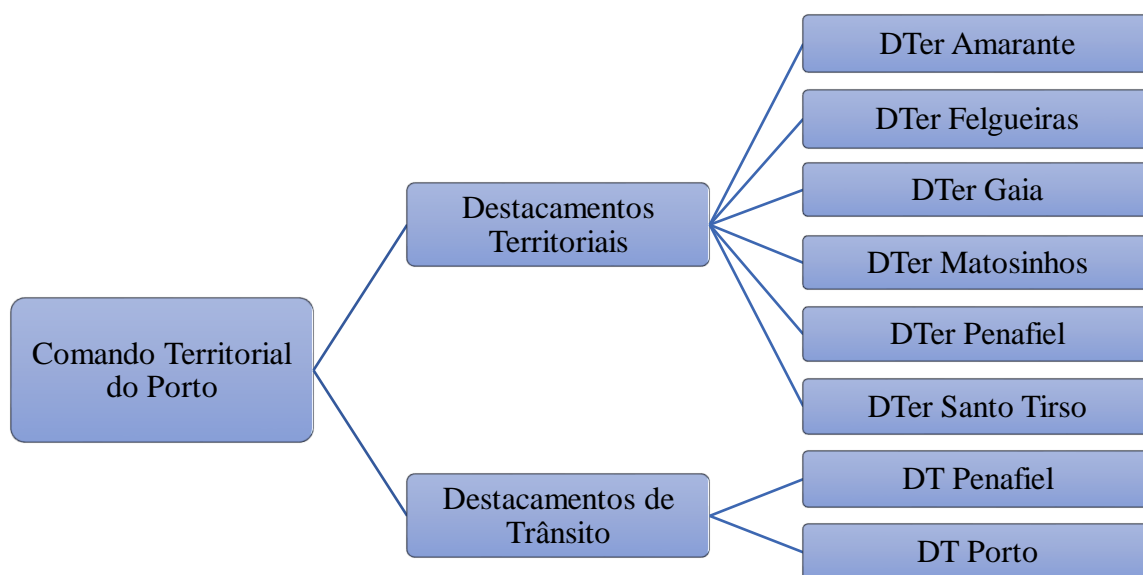 Comando Territorial
do Porto
Destacamentos
Territoriais
DTer Amarante
DTer Felgueiras
DTer Gaia
DTer Matosinhos
DTer Penafiel
DTer Santo Tirso
Destacamentos de
Trânsito
DT Penafiel
DT Porto